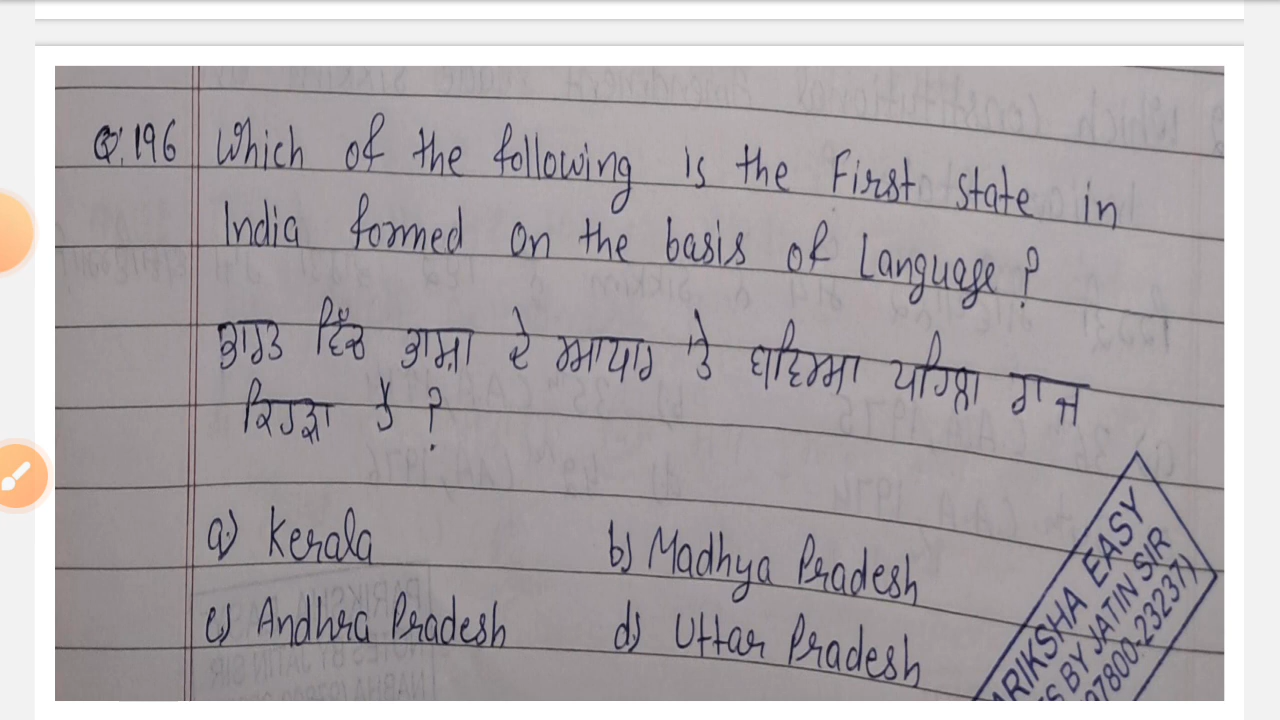 Q.196 Which of the following is the First state in
India formed on the basis of Language?
ਭਾਰਤ ਵਿੱਚ ਭਾਸ਼ਾ ਦੇ ਆਧਾਰ 'ਤੇ ਬਣਿਆ ਪਹਿਲਾ ਰਾਜ
ਕਿਹੜਾ ਹੈ ?
a) Kerala b) Madhya Pradesh
c) Andhra Pradesh d) Uttar Pradesh
ARIKSHA EASY
ES BY JATIN SIR
97800-23237)